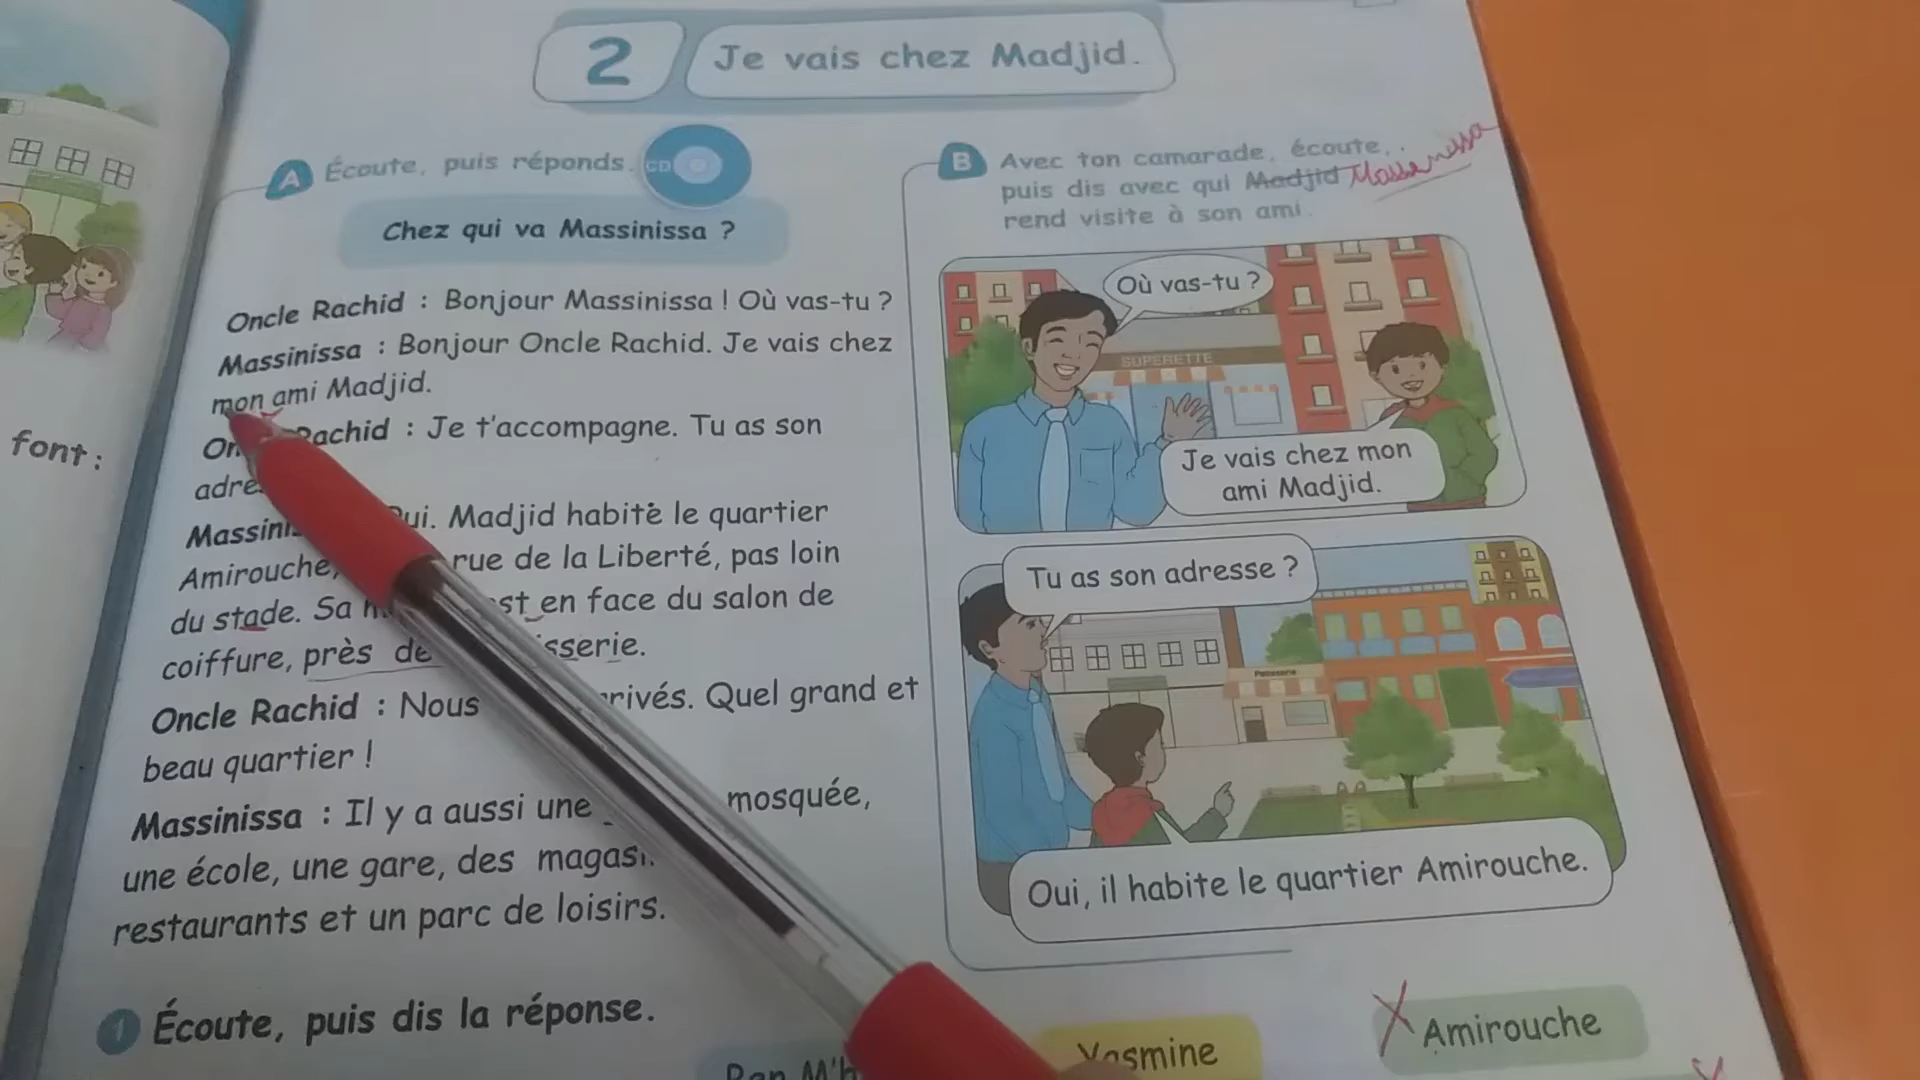 2 Je vais chez Madjid.
A Écoute, puis réponds. CD
Chez qui va Massinissa ?
Oncle Rachid : Bonjour Massinissa ! Où vas-tu ?
Massinissa : Bonjour Oncle Rachid. Je vais chez
mon ami Madjid.
Rachid : Je t'accompagne. Tu as son
Madjid habite le quartier
Amirouche, rue de la Liberté, pas loin
du stade. Sa en face du salon de
coiffure, près
Oncle Rachid : Nous Quel grand et
beau quartier !
Massinissa : Il y a aussi une mosquée,
une école, une gare, des
restaurants et un parc de loisirs.
1 Écoute, puis dis la réponse.
font :
B Avec ton camarade, écoute,
puis dis avec qui Madjid Massinissa
rend visite à son ami.
Où vas-tu ?
SUPERETTE
Je vais chez mon
ami Madjid.
Tu as son adresse ?
Patisserie
Oui, il habite le quartier Amirouche.
Yasmine
X Amirouche